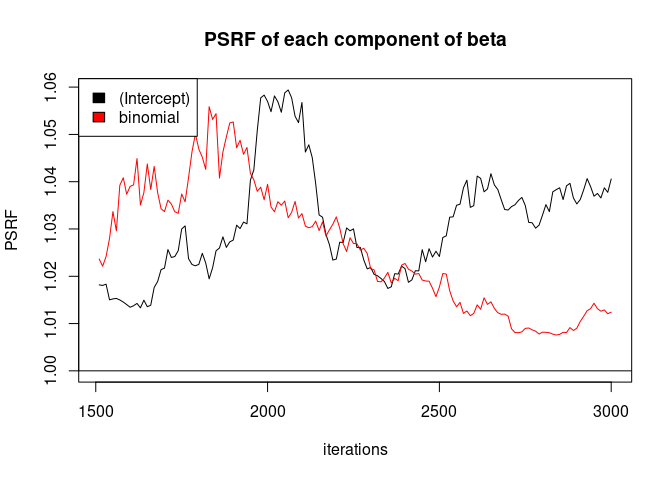 PSRF of each component of beta
(Intercept)
binomial
PSRF
1.06
1.05
1.04
1.03
1.02
1.01
1.00
1500 2000 2500 3000
iterations